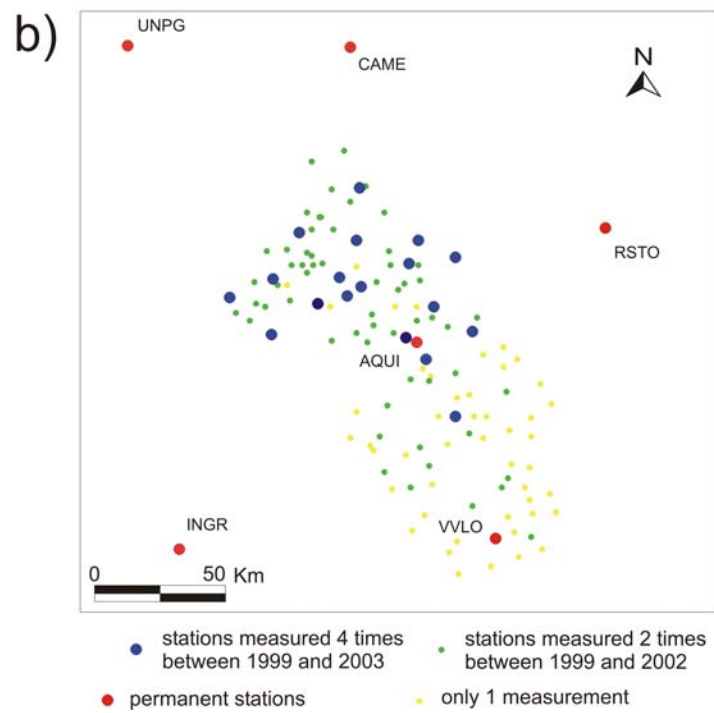 b)
UNPG
CAME
N
RSTO
AQUI
INGR
VVLO
0 50 Km
stations measured 4 times
between 1999 and 2003
stations measured 2 times
between 1999 and 2002
permanent stations
only 1 measurement